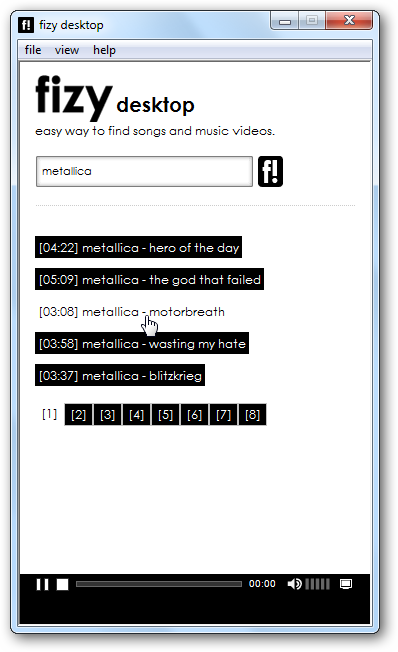 f! fizy desktop
file view help
fizy desktop
easy way to find songs and music videos.
metallica f!
[04:22] metallica - hero of the day
[05:09] metallica - the god that failed
[03:08] metallica - motorbreath
[03:58] metallica - wasting my hate
[03:37] metallica - blitzkrieg
[1] [2] [3] [4] [5] [6] [7] [8]
00:00